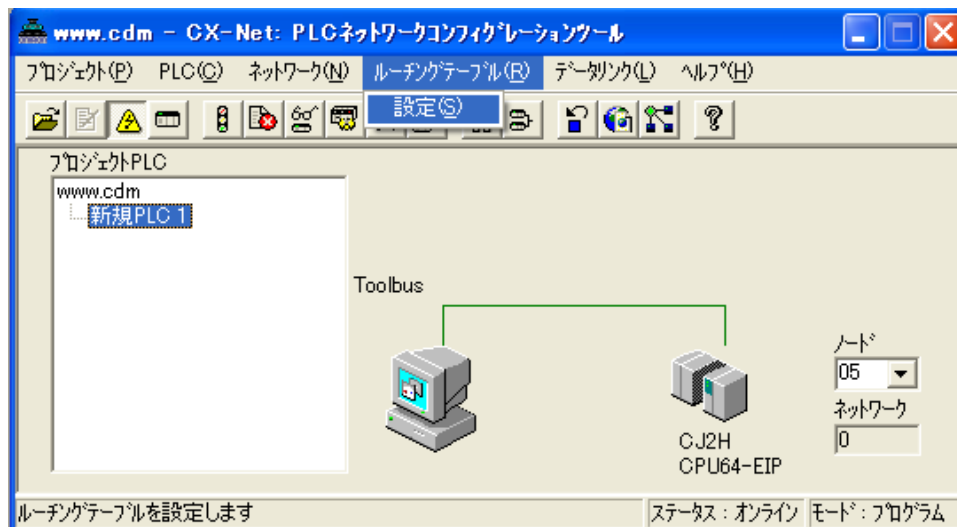 www.cdm - CX-Net: PLCネットワークコンフィグレーションツール
プロジェクト(P) PLC(C) ネットワーク(N) ルーチングテーブル(R) データリンク(L) ヘルプ(H)
設定(S)
プロジェクトPLC
www.cdm
新規PLC 1
Toolbus
ノード
05
ネットワーク
0
CJ2H
CPU64-EIP
ルーチングテーブルを設定します ステータス：オンライン モード：プログラム